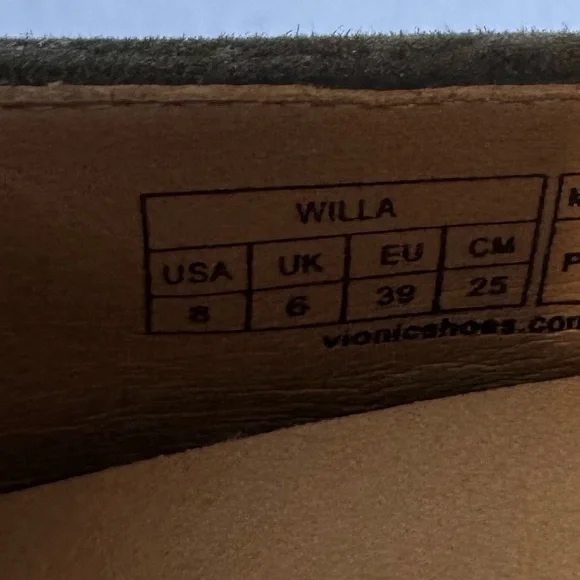 WILLA
USA UK EU CM
8 6 39 25
vionicshoes.com